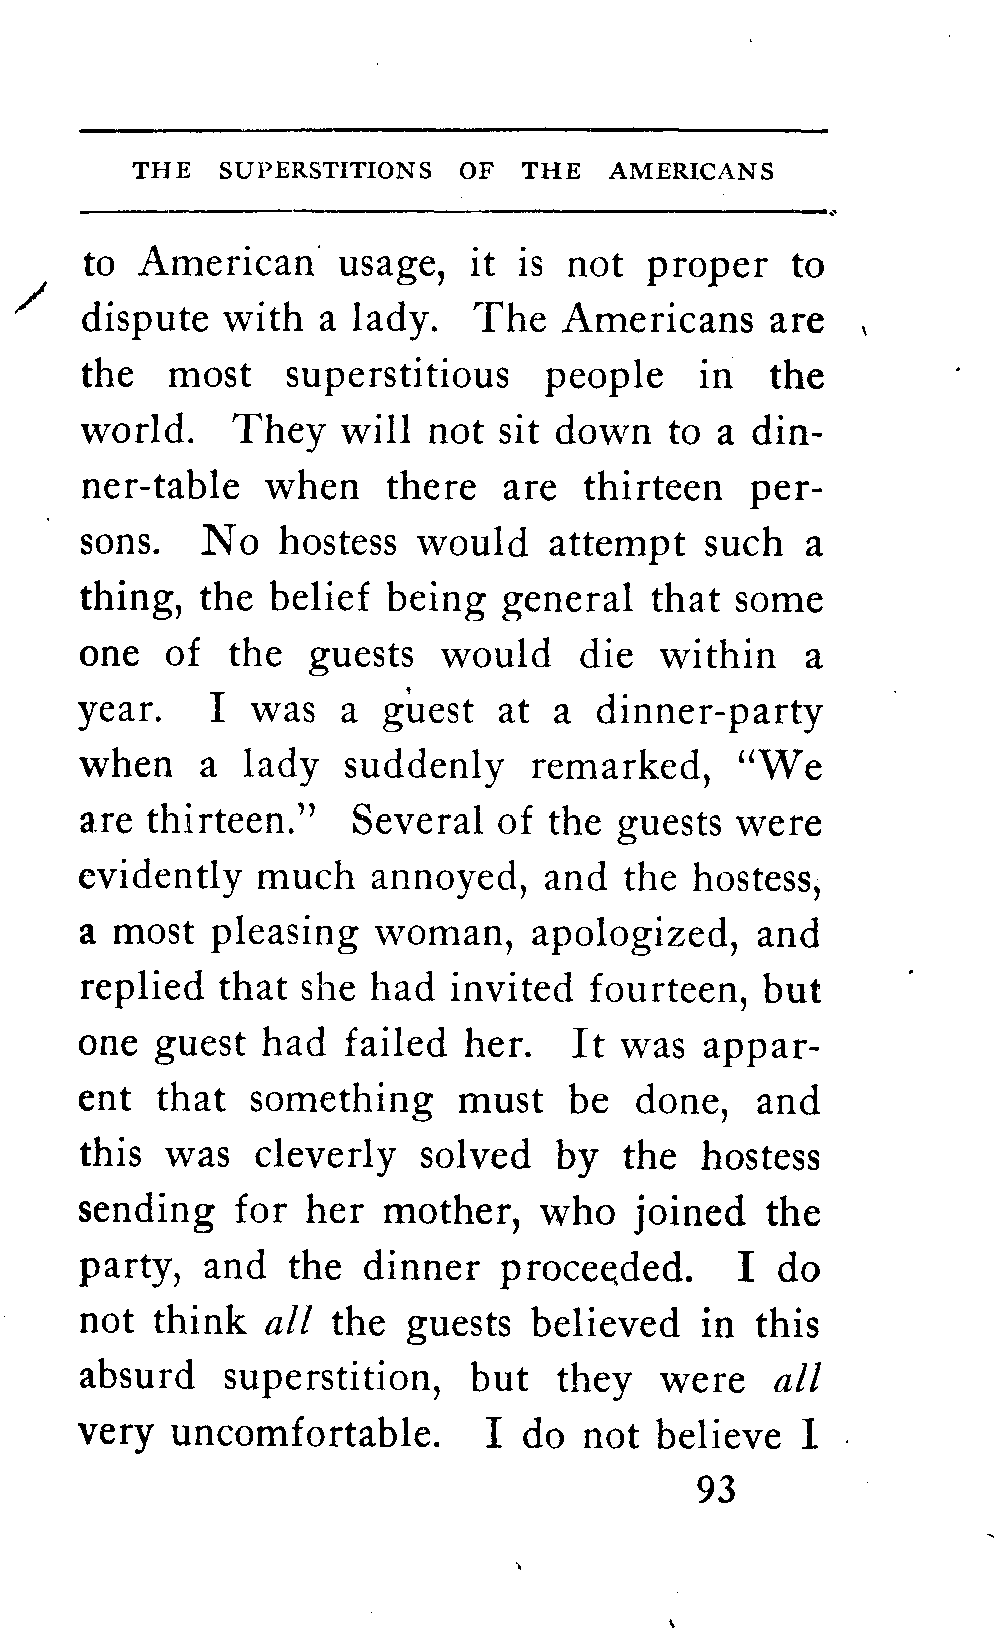 THE SUPERSTITIONS OF THE AMERICANS
to American usage, it is not proper to
dispute with a lady. The Americans are
the most superstitious people in the
world. They will not sit down to a din-
ner-table when there are thirteen per-
sons. No hostess would attempt such a
thing, the belief being general that some
one of the guests would die within a
year. I was a guest at a dinner-party
when a lady suddenly remarked, “We
are thirteen.” Several of the guests were
evidently much annoyed, and the hostess,
a most pleasing woman, apologized, and
replied that she had invited fourteen, but
one guest had failed her. It was appar-
ent that something must be done, and
this was cleverly solved by the hostess
sending for her mother, who joined the
party, and the dinner proceeded. I do
not think all the guests believed in this
absurd superstition, but they were all
very uncomfortable. I do not believe I
93